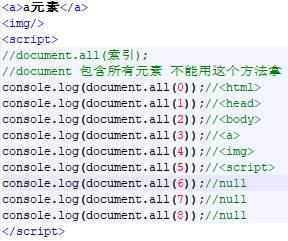 <a>a元素</a>
<img/>
<script>
//document.all(索引);
//document 包含所有元素 不能用这个方法拿
console.log(document.all(0));//<html>
console.log(document.all(1));//<head>
console.log(document.all(2));//<body>
console.log(document.all(3));//<a>
console.log(document.all(4));//<img>
console.log(document.all(5));//<script>
console.log(document.all(6));//null
console.log(document.all(7));//null
console.log(document.all(8));//null
</script>